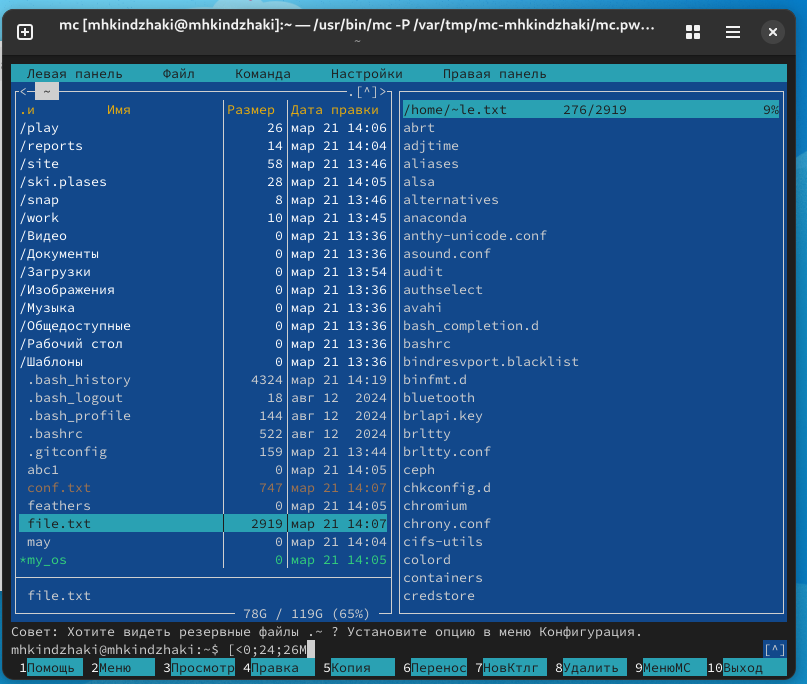 mc [mhkindzhaki@mhkindzhaki]:~ — /usr/bin/mc -P /var/tmp/mc-mhkindzhaki/mc.pw…
~
Левая панель Файл Команда Настройки Правая панель
<— ~ .[^]>
.и Имя Размер Дата правки
/play 26 мар 21 14:06
/reports 14 мар 21 14:04
/site 58 мар 21 13:46
/ski.plases 28 мар 21 14:05
/snap 8 мар 21 13:46
/work 10 мар 21 13:45
/Видео 0 мар 21 13:36
/Документы 0 мар 21 13:36
/Загрузки 0 мар 21 13:54
/Изображения 0 мар 21 13:36
/Музыка 0 мар 21 13:36
/Общедоступные 0 мар 21 13:36
/Рабочий стол 0 мар 21 13:36
/Шаблоны 0 мар 21 13:36
.bash_history 4324 мар 21 14:19
.bash_logout 18 авг 12 2024
.bash_profile 144 авг 12 2024
.bashrc 522 авг 12 2024
.gitconfig 159 мар 21 13:44
abc1 0 мар 21 14:05
conf.txt 747 мар 21 14:07
feathers 0 мар 21 14:05
file.txt 2919 мар 21 14:07
may 0 мар 21 14:04
*my_os 0 мар 21 14:05
file.txt
78G / 119G (65%)
/home/~le.txt 276/2919 9%
abrt
adjtime
aliases
alsa
alternatives
anaconda
anthy-unicode.conf
asound.conf
audit
authselect
avahi
bash_completion.d
bashrc
bindresvport.blacklist
binfmt.d
bluetooth
brlapi.key
brltty
brltty.conf
ceph
chkconfig.d
chromium
chrony.conf
cifs-utils
colord
containers
credstore
Совет: Хотите видеть резервные файлы .~ ? Установите опцию в меню Конфигурация.
mhkindzhaki@mhkindzhaki:~$ [<0;24;26M [^]
1Помощь 2Меню 3Просмотр 4Правка 5Копия 6Перенос 7НовКтлг 8Удалить 9МенюMC 10Выход